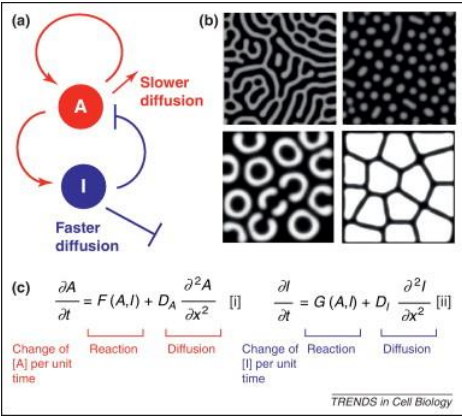 (a)
A
Slower
diffusion
I
Faster
diffusion
(b)
(c)
∂A/∂t = F (A,I) + D_A ∂²A/∂x² [i]
Change of
[A] per unit
time
Reaction
Diffusion
∂I/∂t = G (A,I) + D_I ∂²I/∂x² [ii]
Change of
[I] per unit
time
Reaction
Diffusion
TRENDS in Cell Biology